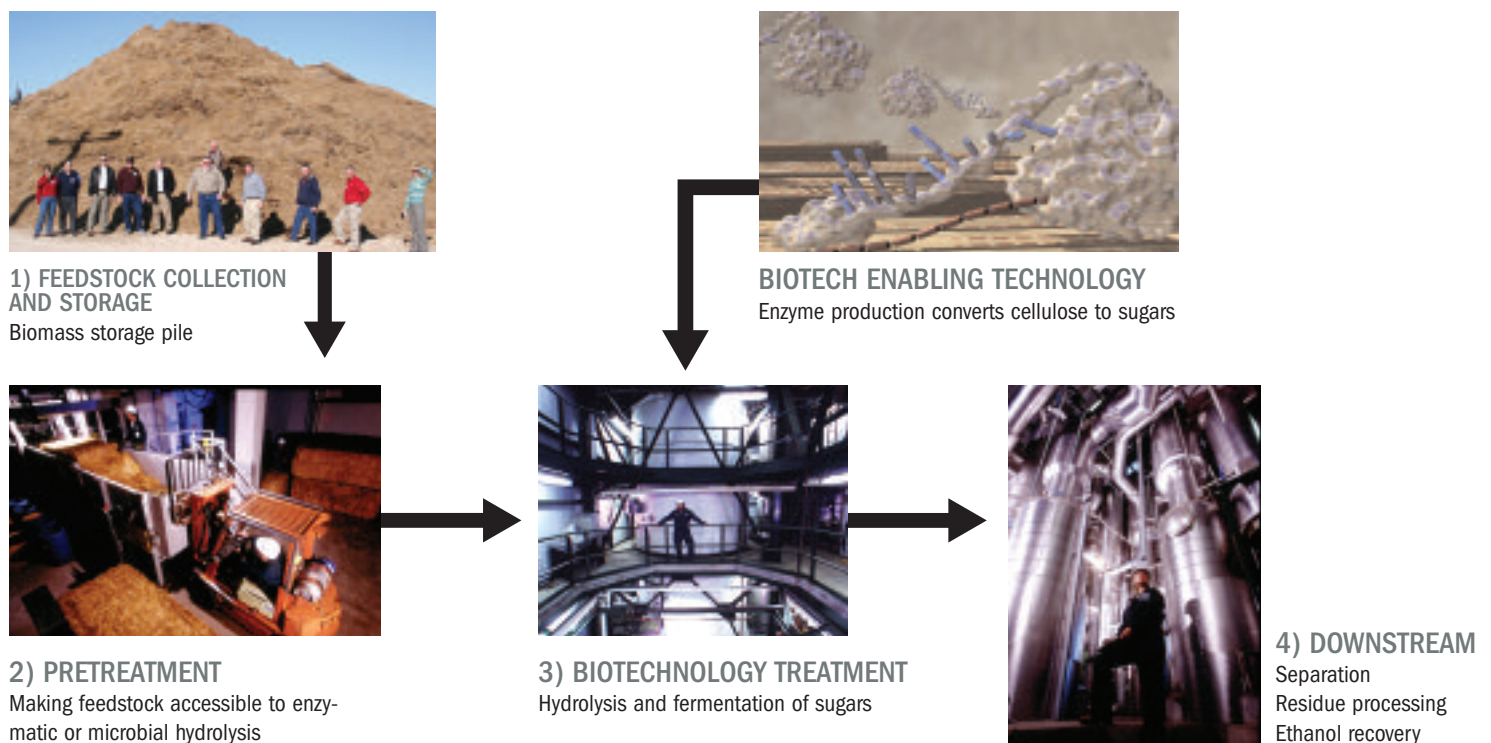 1) FEEDSTOCK COLLECTION
AND STORAGE
Biomass storage pile
BIOTECH ENABLING TECHNOLOGY
Enzyme production converts cellulose to sugars
2) PRETREATMENT
Making feedstock accessible to enzy-
matic or microbial hydrolysis
3) BIOTECHNOLOGY TREATMENT
Hydrolysis and fermentation of sugars
4) DOWNSTREAM
Separation
Residue processing
Ethanol recovery